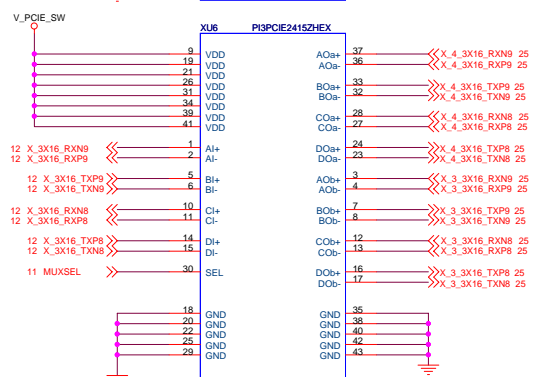 V_PCIE_SW
XU6 PI3PCIE2415ZHEX
9 VDD AOa+ 37 X_4_3X16_RXN9 25
19 VDD AOa- 36 X_4_3X16_RXP9 25
21 VDD
26 VDD BOa+ 33 X_4_3X16_TXP9 25
31 VDD BOa- 32 X_4_3X16_TXN9 25
34 VDD
39 VDD COa+ 28 X_4_3X16_RXN8 25
41 VDD COa- 27 X_4_3X16_RXP8 25
12 X_3X16_RXN9 1 AI+ DOa+ 24 X_4_3X16_TXP8 25
12 X_3X16_RXP9 2 AI- DOa- 23 X_4_3X16_TXN8 25
12 X_3X16_TXP9 5 BI+ AOb+ 3 X_3_3X16_RXN9 25
12 X_3X16_TXN9 6 BI- AOb- 4 X_3_3X16_RXP9 25
12 X_3X16_RXN8 10 CI+ BOb+ 7 X_3_3X16_TXP9 25
12 X_3X16_RXP8 11 CI- BOb- 8 X_3_3X16_TXN9 25
12 X_3X16_TXP8 14 DI+ COb+ 12 X_3_3X16_RXN8 25
12 X_3X16_TXN8 15 DI- COb- 13 X_3_3X16_RXP8 25
11 MUXSEL 30 SEL DOb+ 16 X_3_3X16_TXP8 25
DOb- 17 X_3_3X16_TXN8 25
18 GND GND 35
20 GND GND 38
22 GND GND 40
25 GND GND 42
29 GND GND 43